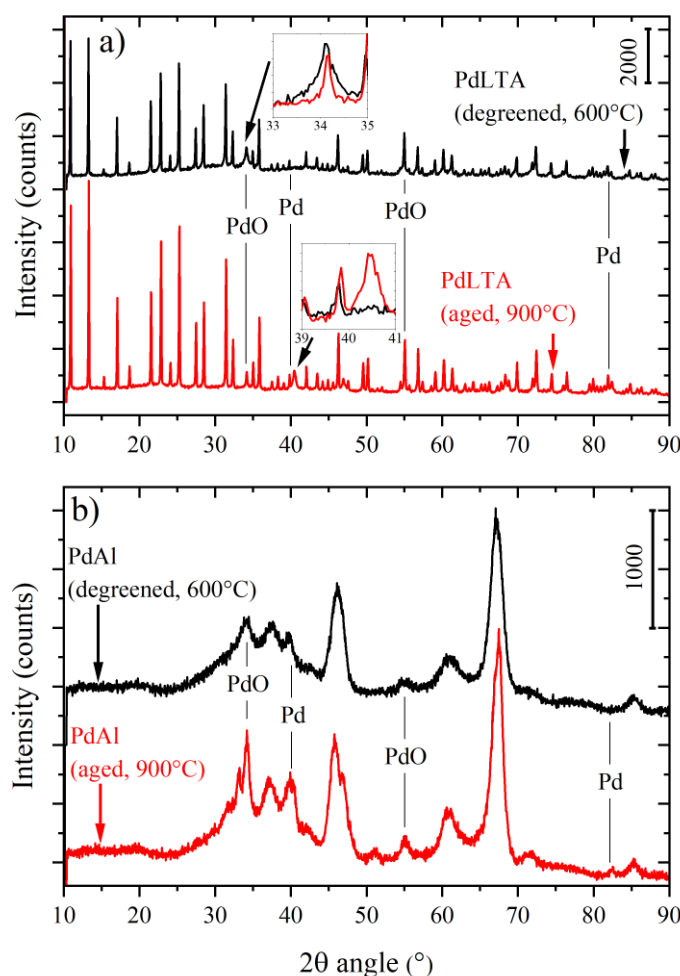 a)
2000
33 34 35
PdLTA
(degreened, 600°C)
PdO
Pd
PdO
Pd
39 40 41
PdLTA
(aged, 900°C)
Intensity (counts)
10 20 30 40 50 60 70 80 90
b)
1000
PdAl
(degreened, 600°C)
PdO
Pd
PdO
Pd
PdAl
(aged, 900°C)
Intensity (counts)
10 20 30 40 50 60 70 80 90
2θ angle (°)